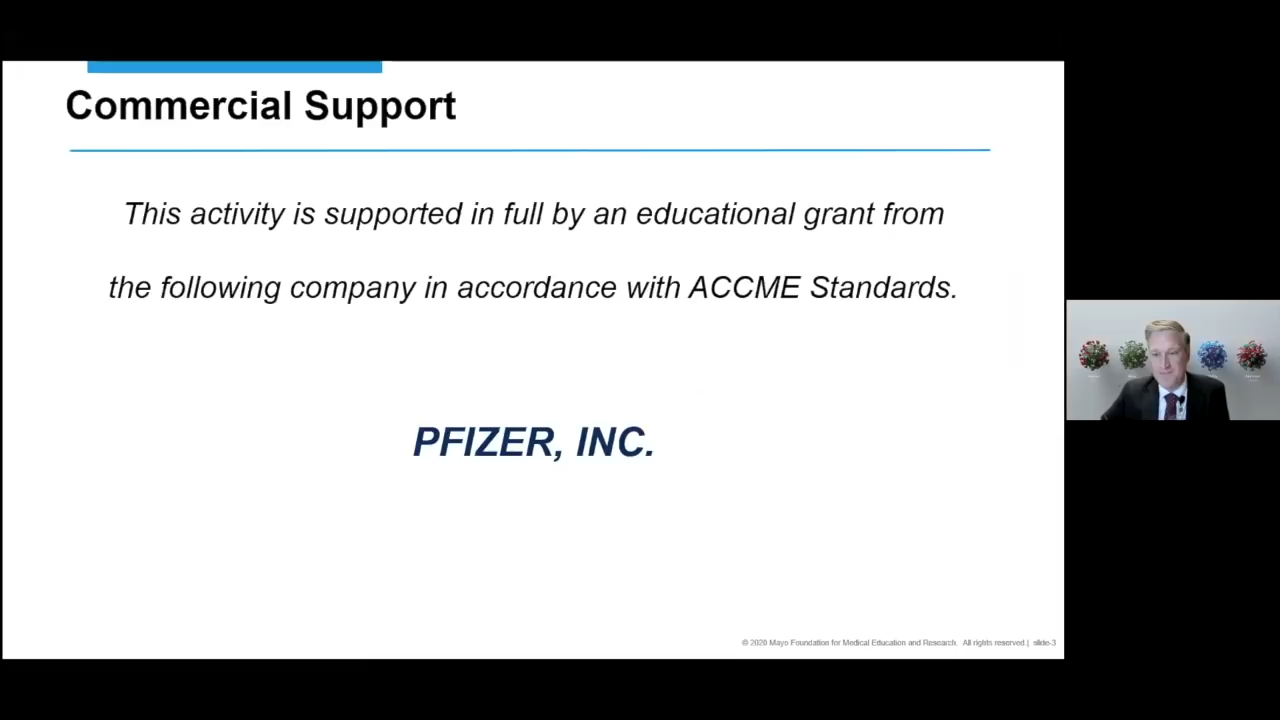 Commercial Support
This activity is supported in full by an educational grant from
the following company in accordance with ACCME Standards.
PFIZER, INC.
© 2020 Mayo Foundation for Medical Education and Research. All rights reserved. | slide-3